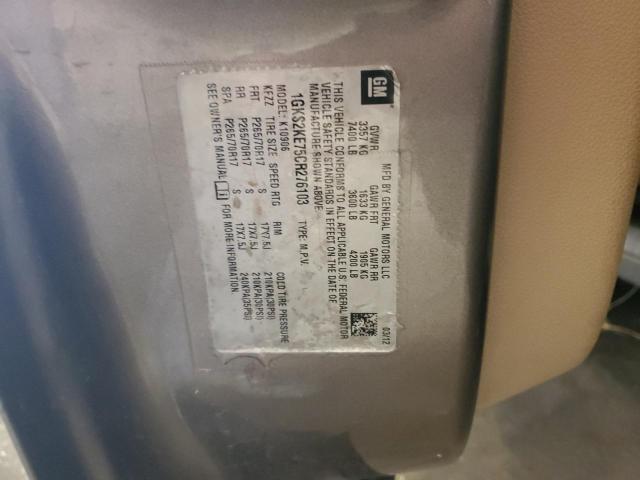 GM
MFD BY GENERAL MOTORS LLC 03/12
GVWR GAWR FRT GAWR RR
3357 KG 1633 KG 1905 KG
7400 LB 3600 LB 4200 LB
THIS VEHICLE CONFORMS TO ALL APPLICABLE U.S. FEDERAL MOTOR
VEHICLE SAFETY STANDARDS IN EFFECT ON THE DATE OF
MANUFACTURE SHOWN ABOVE.
1GKS2KE75CR276103 TYPE: M.P.V.
MODEL: K10906
KFZZ TIRE SIZE SPEED RTG RIM COLD TIRE PRESSURE
FRT P265/70R17 S 17X7.5J 210KPA(30PSI)
RR P265/70R17 S 17X7.5J 210KPA(30PSI)
SPA P265/70R17 S 17X7.5J 240KPA(35PSI)
SEE OWNER'S MANUAL i FOR MORE INFORMATION.